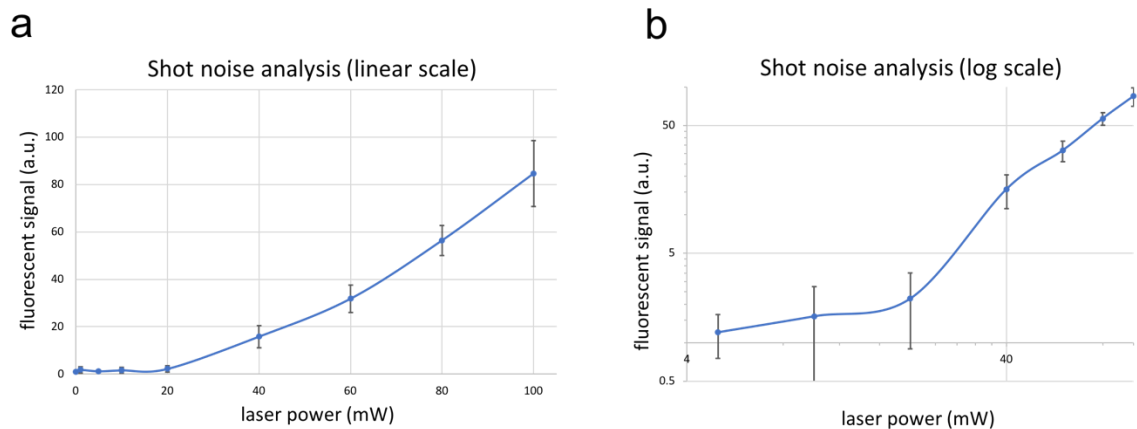 a
Shot noise analysis (linear scale)
120
100
80
60
40
20
0
0 20 40 60 80 100
fluorescent signal (a.u.)
laser power (mW)
b
Shot noise analysis (log scale)
50
5
0.5
4 40
fluorescent signal (a.u.)
laser power (mW)